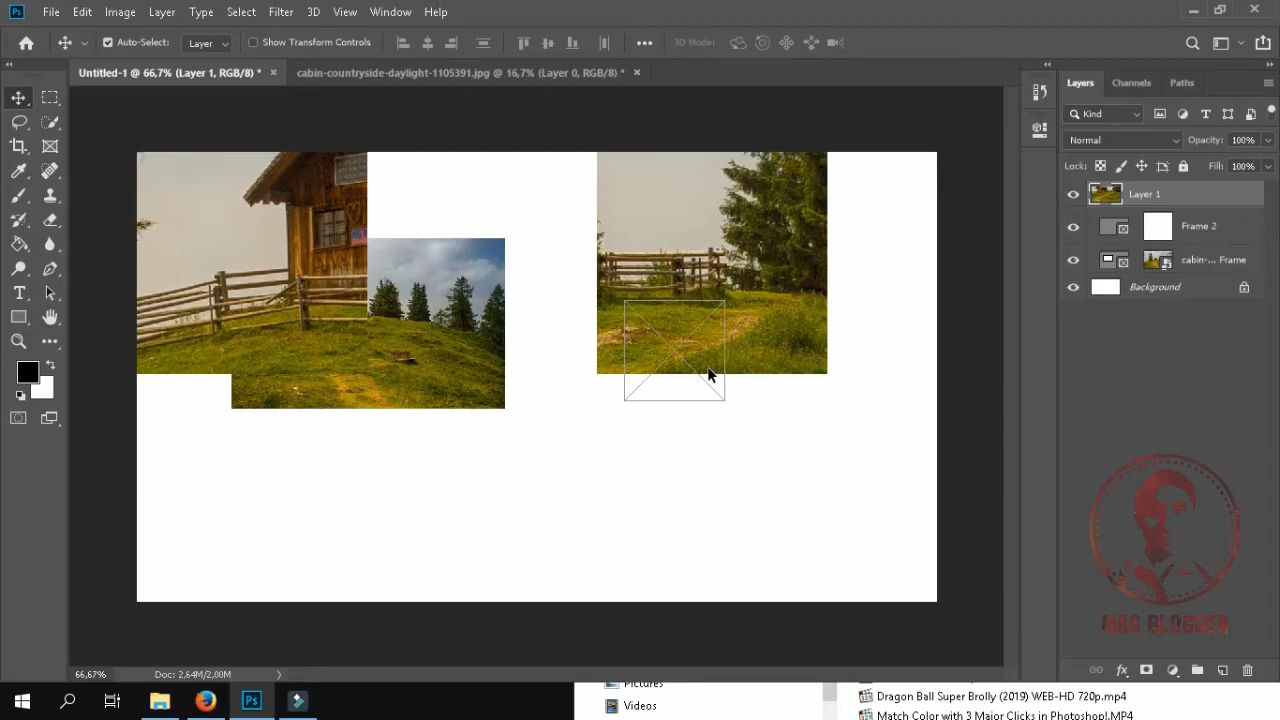 File Edit Image Layer Type Select Filter 3D View Window Help
Auto-Select: Layer Show Transform Controls 3D Mode:
Untitled-1 @ 66,7% (Layer 1, RGB/8) * cabin-countryside-daylight-1105391.jpg @ 16,7% (Layer 0, RGB/8) *
Layers Channels Paths
Kind
Normal Opacity: 100%
Lock: Fill: 100%
Layer 1
Frame 2
cabin-... Frame
Background
MAS BLOGGER
66,67% Doc: 2,64M/2,00M
Pictures
Videos
Dragon Ball Super Brolly (2019) WEB-HD 720p.mp4
Match Color with 3 Major Clicks in Photoshop!.MP4